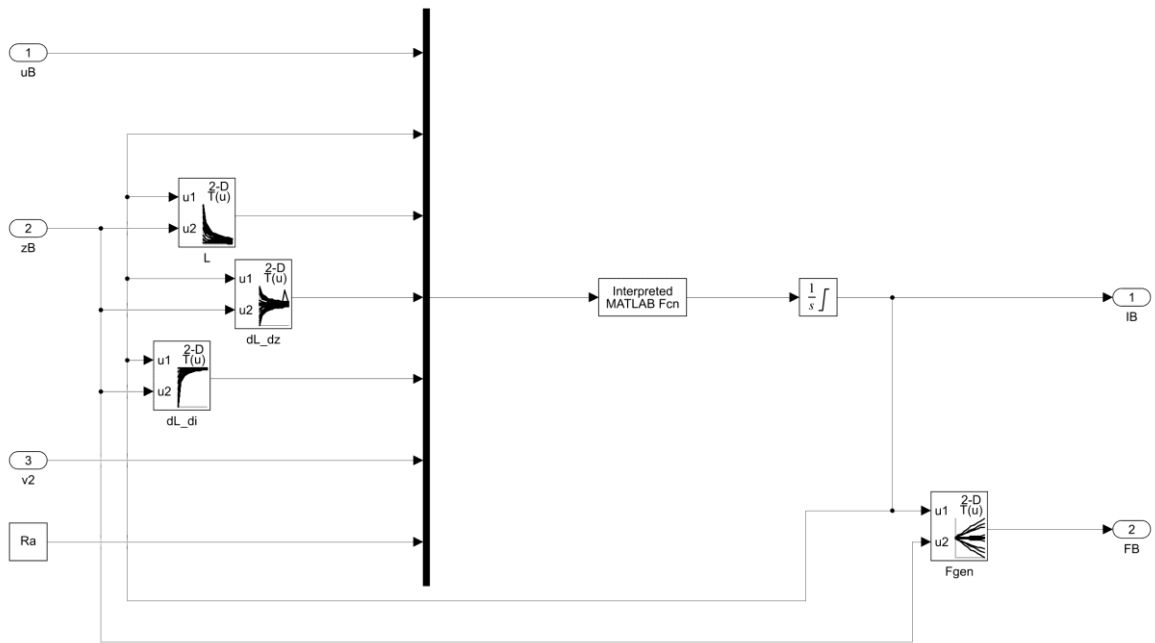 1
uB
2-D
T(u)
u1
u2
L
2
zB
2-D
T(u)
u1
u2
dL_dz
Interpreted
MATLAB Fcn
1
s
1
IB
2-D
T(u)
u1
u2
dL_di
3
v2
2-D
T(u)
u1
u2
Fgen
2
FB
Ra